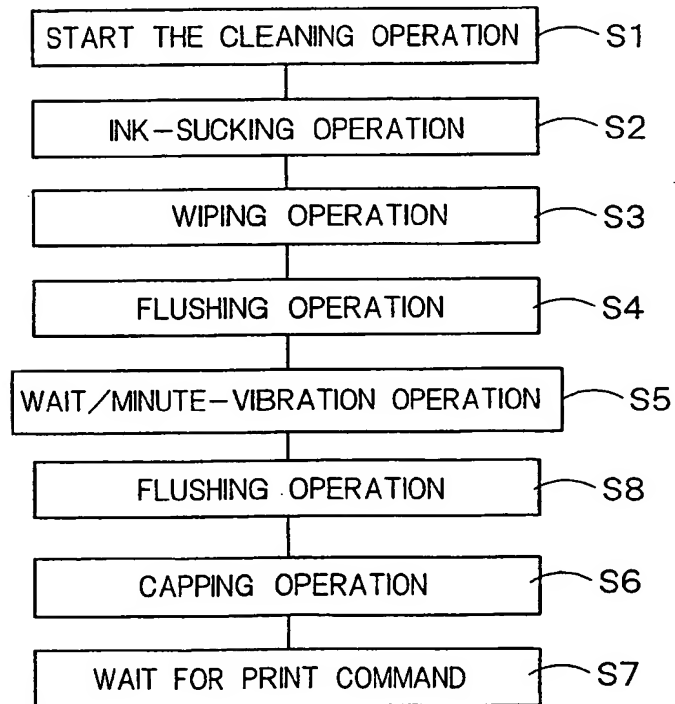 START THE CLEANING OPERATION S1
INK-SUCKING OPERATION S2
WIPING OPERATION S3
FLUSHING OPERATION S4
WAIT/MINUTE-VIBRATION OPERATION S5
FLUSHING OPERATION S8
CAPPING OPERATION S6
WAIT FOR PRINT COMMAND S7